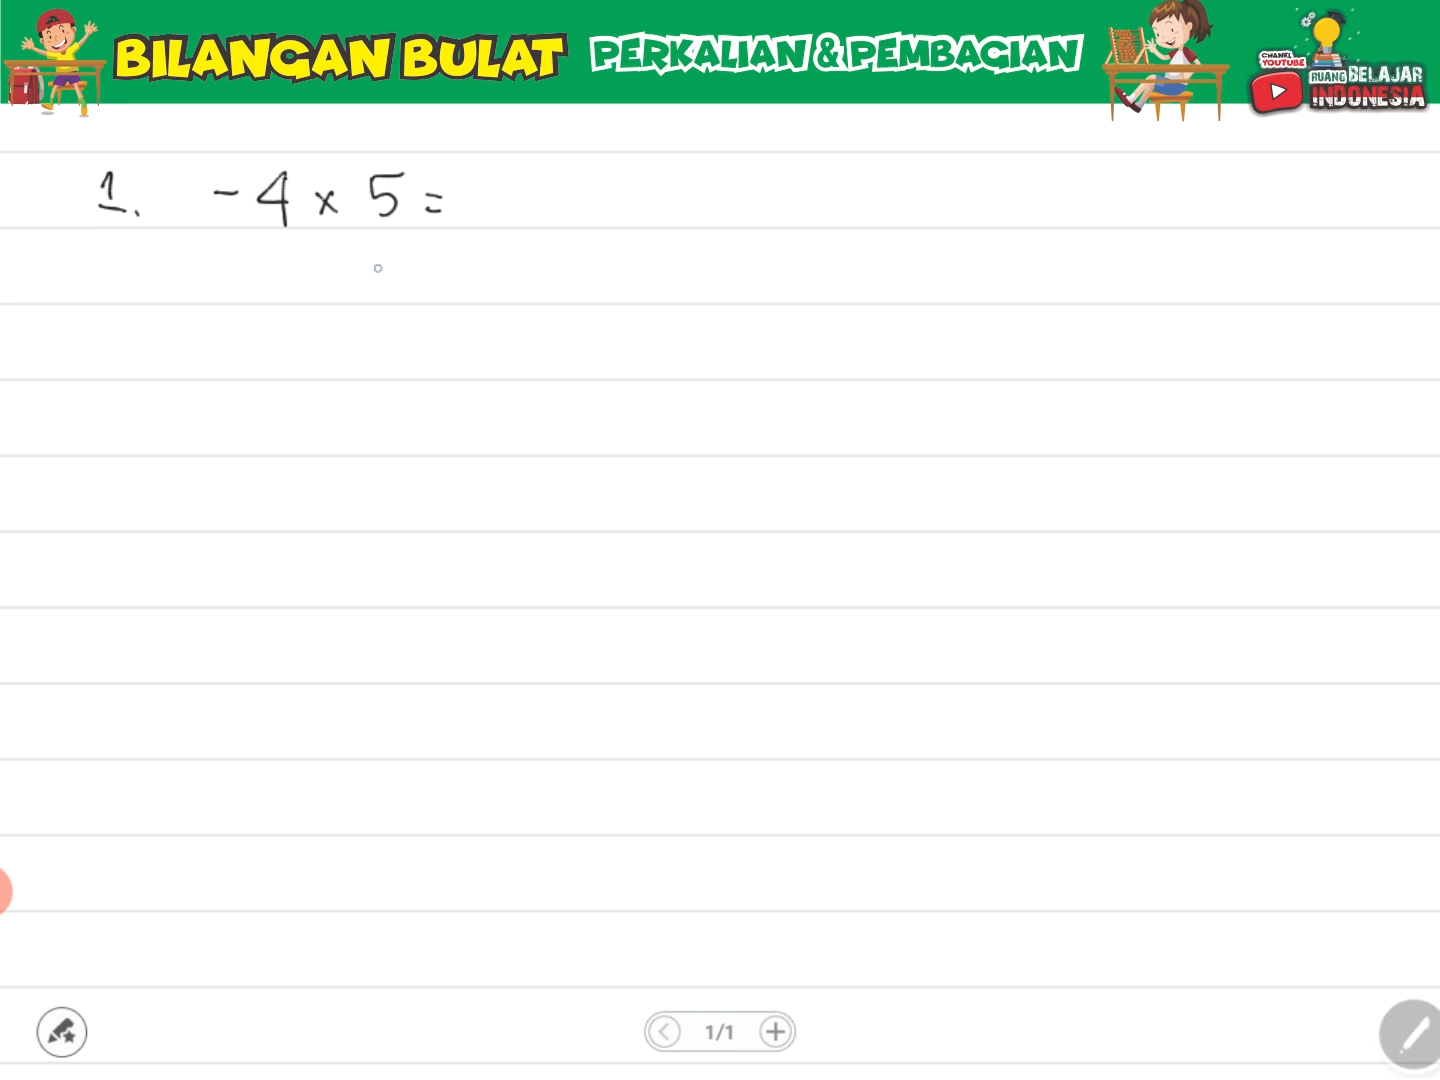 BILANGAN BULAT PERKALIAN & PEMBAGIAN
CHANEL YOUTUBE
RUANG BELAJAR INDONESIA
1. -4 x 5 =
1/1